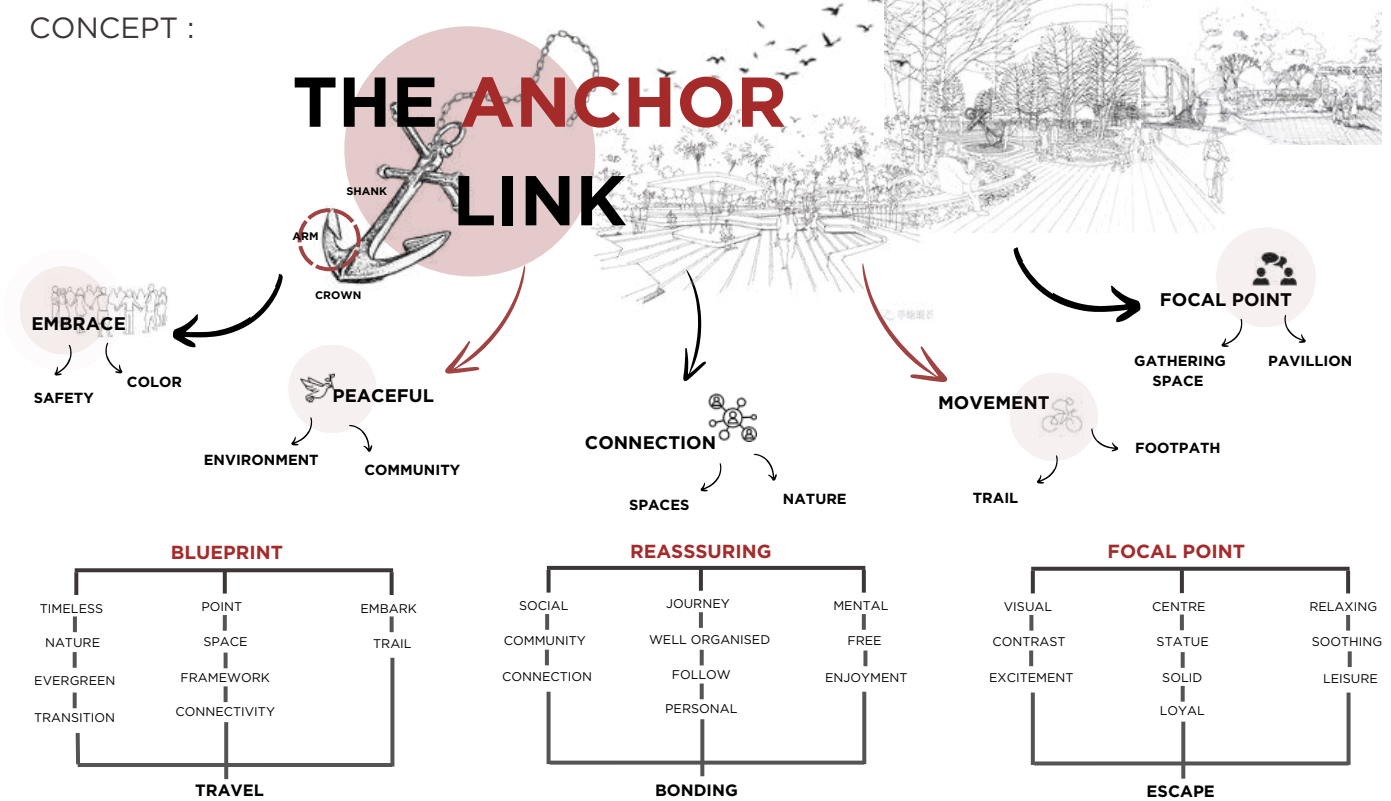 CONCEPT :
THE ANCHOR
LINK
SHANK
ARM
CROWN
EMBRACE
SAFETY
COLOR
PEACEFUL
ENVIRONMENT
COMMUNITY
CONNECTION
SPACES
NATURE
MOVEMENT
TRAIL
FOOTPATH
FOCAL POINT
GATHERING
SPACE
PAVILLION
BLUEPRINT
TIMELESS
NATURE
EVERGREEN
TRANSITION
POINT
SPACE
FRAMEWORK
CONNECTIVITY
EMBARK
TRAIL
TRAVEL
REASSSURING
SOCIAL
COMMUNITY
CONNECTION
JOURNEY
WELL ORGANISED
FOLLOW
PERSONAL
MENTAL
FREE
ENJOYMENT
BONDING
FOCAL POINT
VISUAL
CONTRAST
EXCITEMENT
CENTRE
STATUE
SOLID
LOYAL
RELAXING
SOOTHING
LEISURE
ESCAPE